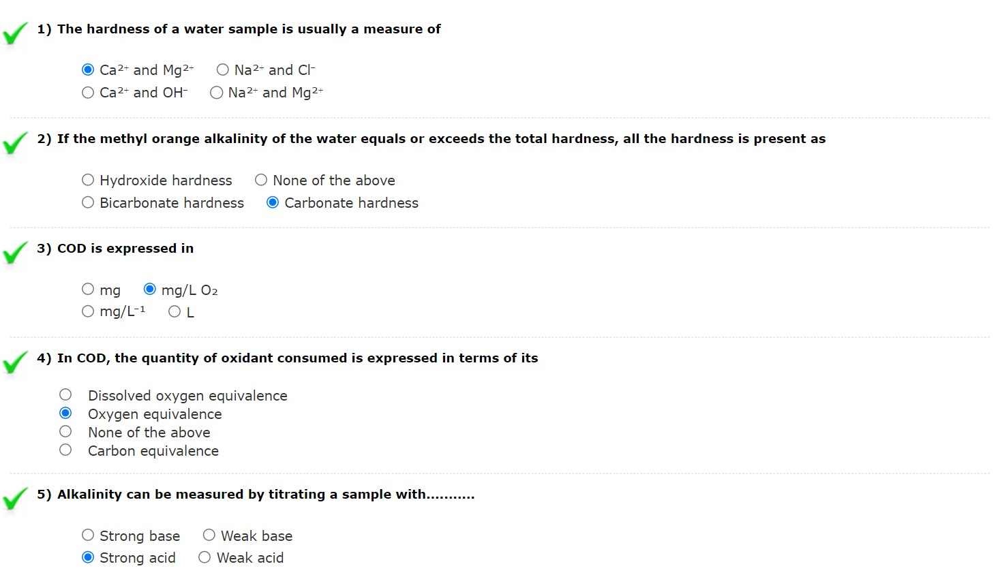 1) The hardness of a water sample is usually a measure of
Ca²⁺ and Mg²⁺ Na²⁺ and Cl⁻
Ca²⁺ and OH⁻ Na²⁺ and Mg²⁺
2) If the methyl orange alkalinity of the water equals or exceeds the total hardness, all the hardness is present as
Hydroxide hardness None of the above
Bicarbonate hardness Carbonate hardness
3) COD is expressed in
mg mg/L O₂
mg/L⁻¹ L
4) In COD, the quantity of oxidant consumed is expressed in terms of its
Dissolved oxygen equivalence
Oxygen equivalence
None of the above
Carbon equivalence
5) Alkalinity can be measured by titrating a sample with...........
Strong base Weak base
Strong acid Weak acid